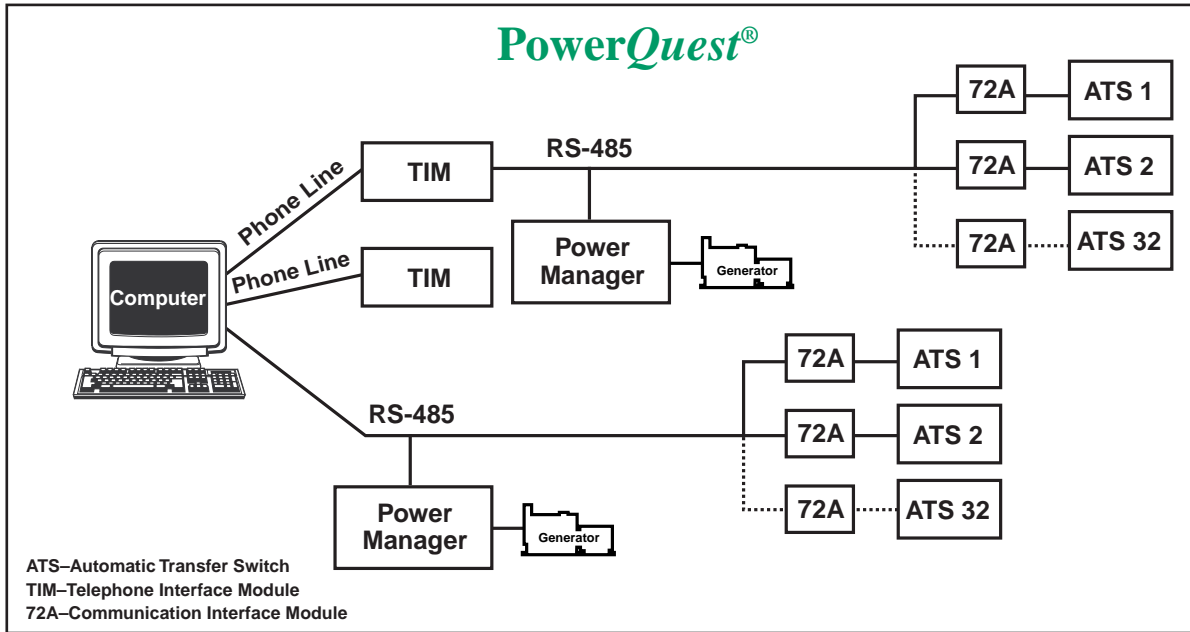 PowerQuest®
72A
ATS 1
RS-485
TIM
72A
ATS 2
Phone Line
72A
ATS 32
Power
Manager
Generator
Phone Line
TIM
Computer
72A
ATS 1
RS-485
72A
ATS 2
72A
ATS 32
Power
Manager
Generator
ATS–Automatic Transfer Switch
TIM–Telephone Interface Module
72A–Communication Interface Module